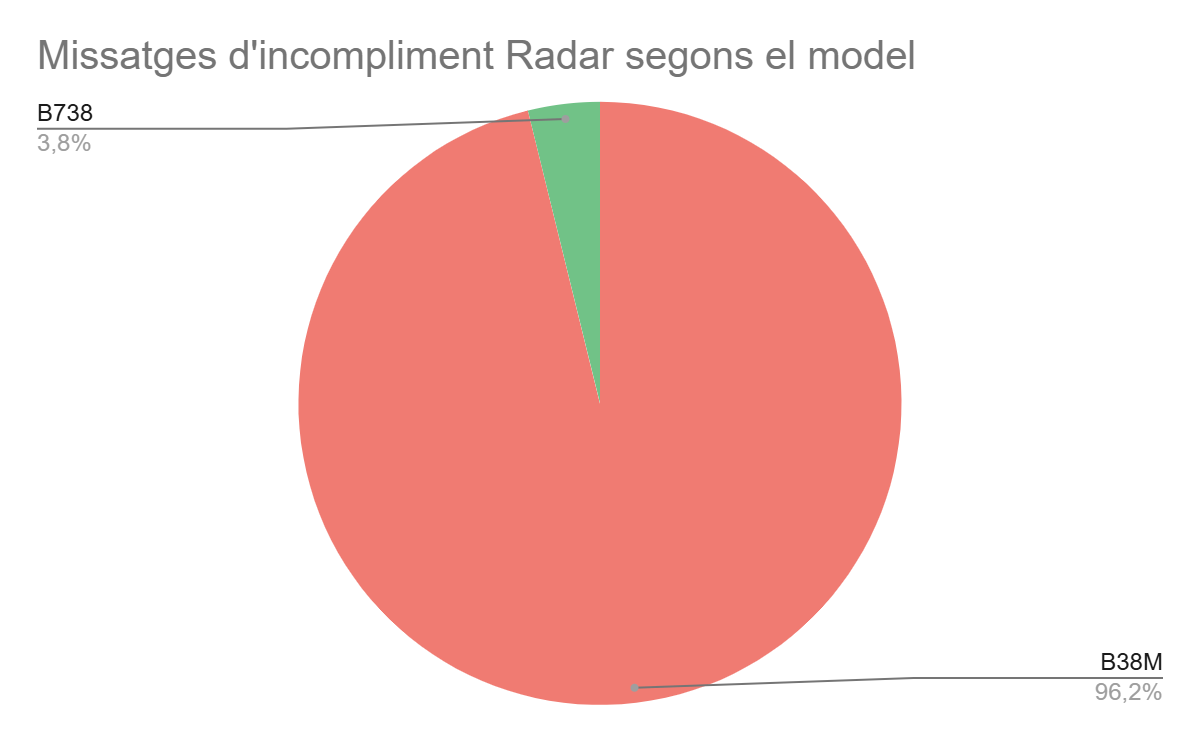 Missatges d'incompliment Radar segons el model
B738
3,8%
B38M
96,2%